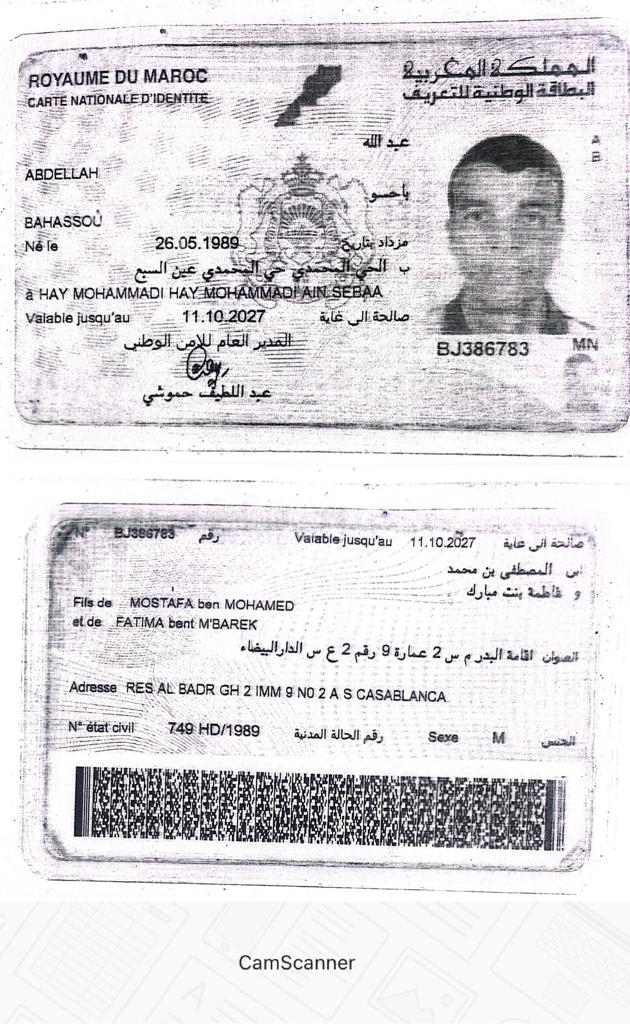 ROYAUME DU MAROC
المملكة المغربية
CARTE NATIONALE D'IDENTITE
البطاقة الوطنية للتعريف
عبد الله
ABDELLAH
باحسو
BAHASSOU
Né le 26.05.1989 مزداد بتاريخ
ب الحي المحمدي حي المحمدي عين السبع
à HAY MOHAMMADI HAY MOHAMMADI AIN SEBAA
Valable jusqu'au 11.10.2027 صالحة الى غاية
المدير العام للامن الوطني
عبد اللطيف حموشي
BJ386783
MN
N° BJ386783 رقم Valable jusqu'au 11.10.2027 صالحة الى غاية
ابن المصطفى بن محمد
و فاطمة بنت مبارك
Fils de MOSTAFA ben MOHAMED
et de FATIMA bent M'BAREK
العنوان اقامة البدر م س 2 عمارة 9 رقم 2 ع س الدارالبيضاء
Adresse RES AL BADR GH 2 IMM 9 N0 2 A S CASABLANCA
N° état civil 749 HD/1989 رقم الحالة المدنية Sexe M الجنس
CamScanner